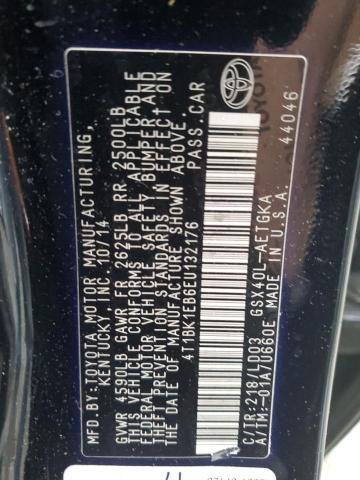 MFD. BY: TOYOTA MOTOR MANUFACTURING,
KENTUCKY, INC. 10/14
GVWR 4590LB GAWR FR 2625LB RR 2500LB
THIS VEHICLE CONFORMS TO ALL APPLICABLE
FEDERAL MOTOR VEHICLE SAFETY, BUMPER AND
THEFT PREVENTION STANDARDS IN EFFECT ON
THE DATE OF MANUFACTURE SHOWN ABOVE.
4T1BK1EB6EU132176 PASS.CAR
TOYOTA
C/TR:218/LD03 GSX40L-AETGKA 44046
A/TM:-01A/U660E MADE IN U.S.A.